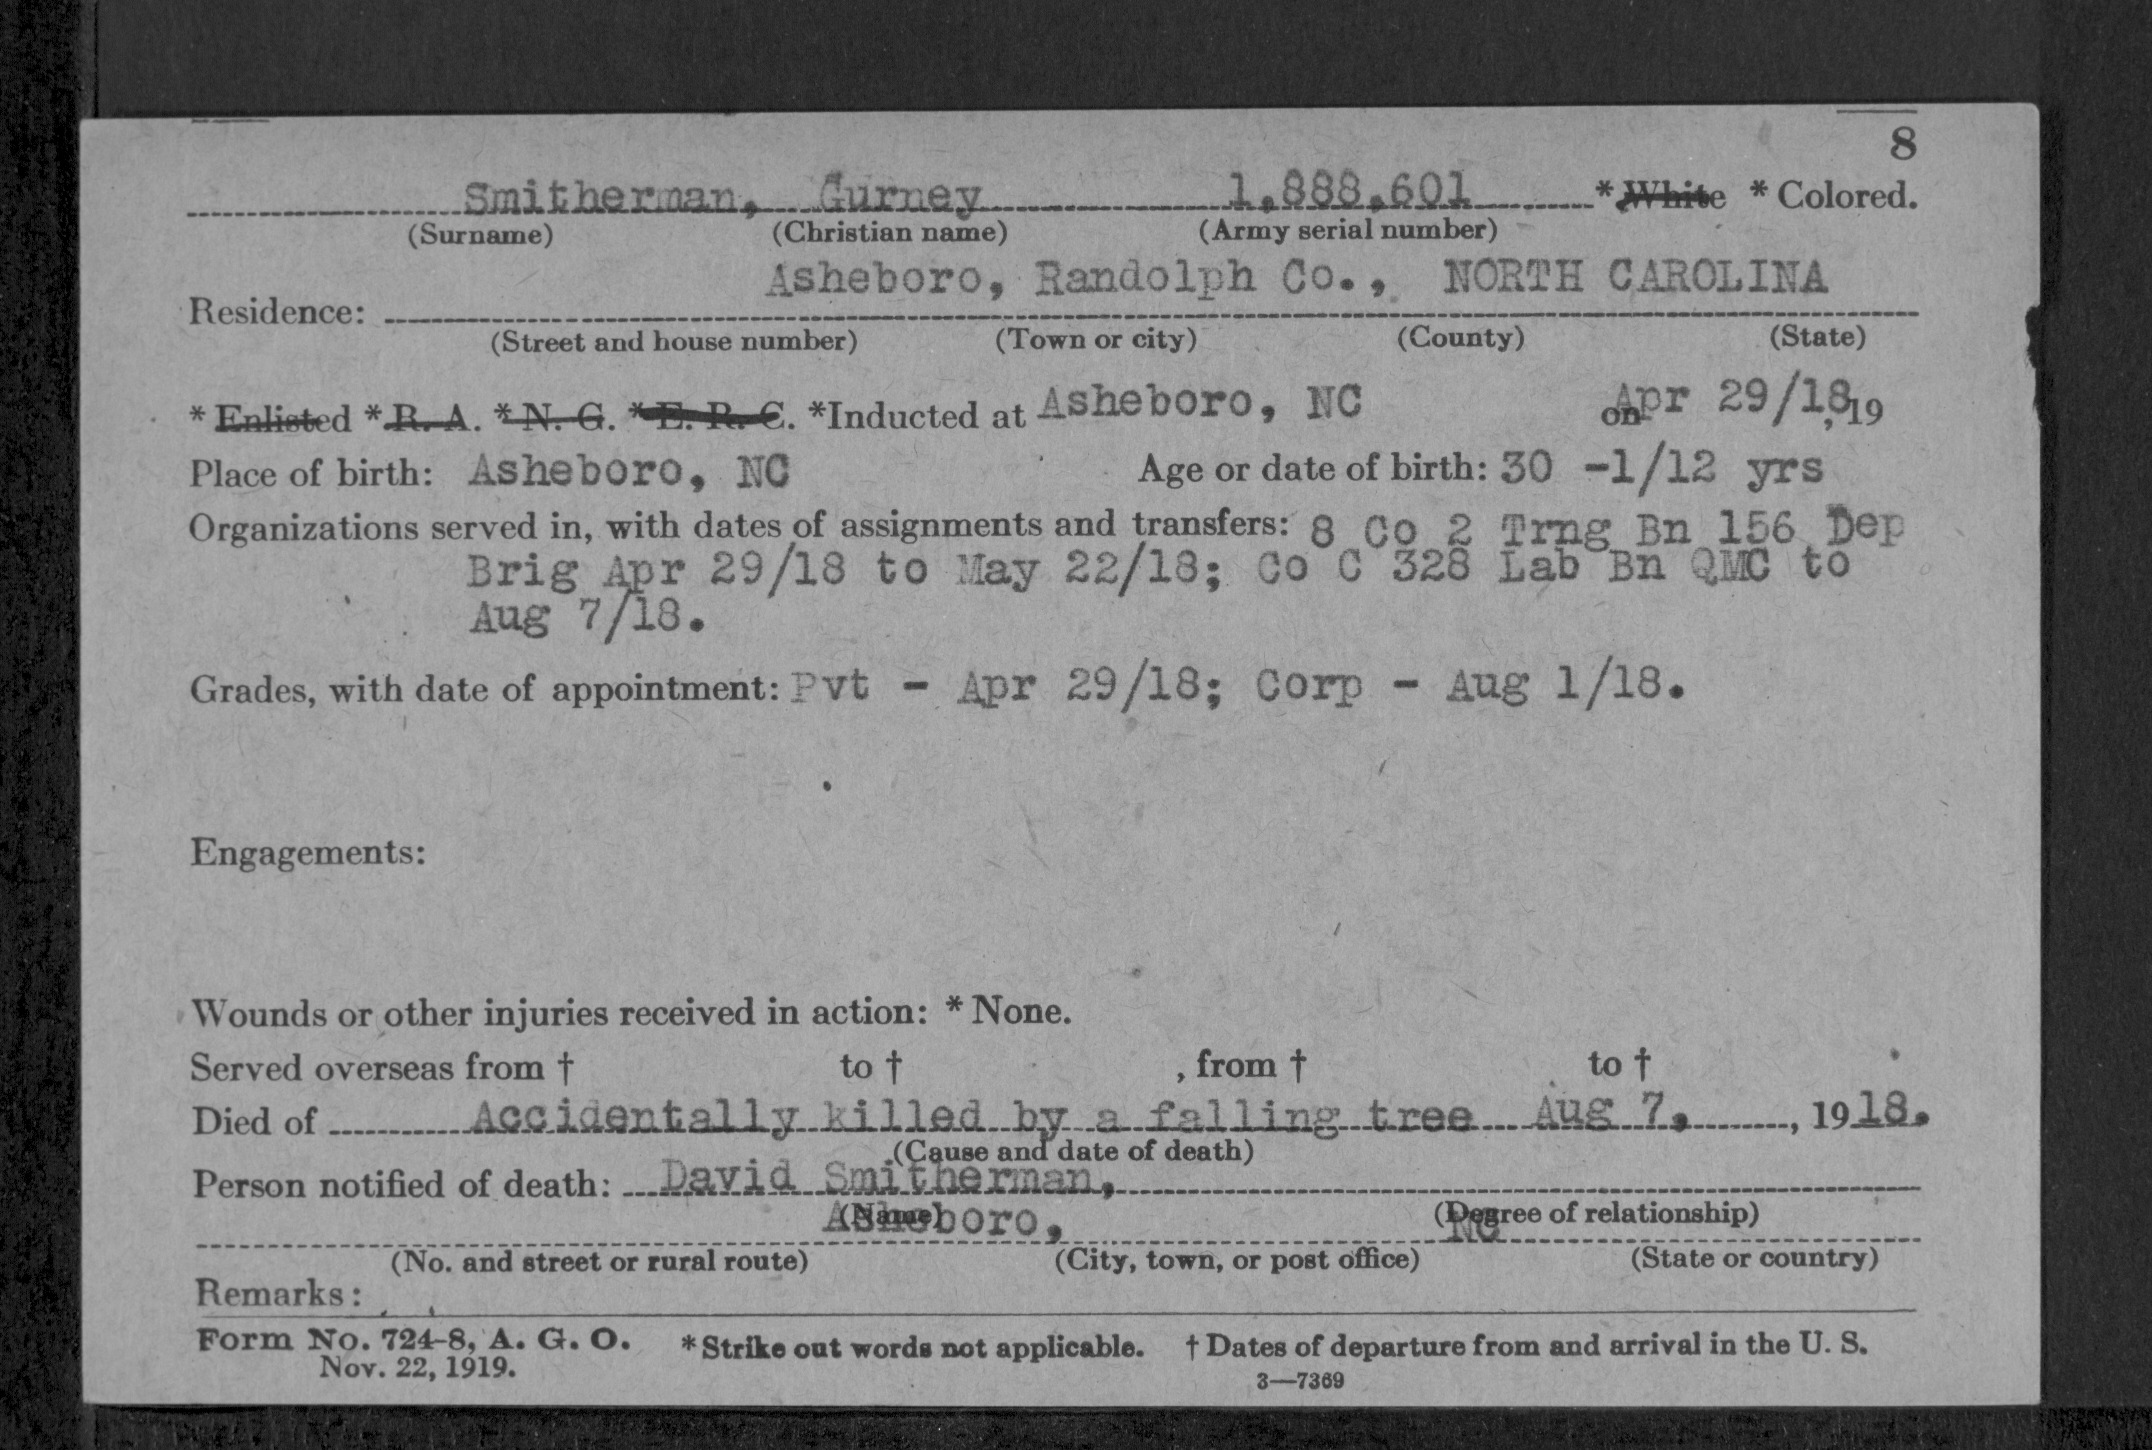 8
Smitherman, Gurney 1,888,601 * White * Colored.
(Surname) (Christian name) (Army serial number)
Asheboro, Randolph Co., NORTH CAROLINA
Residence:
(Street and house number) (Town or city) (County) (State)
* Enlisted * R. A. * N. G. * E. R. C. *Inducted at Asheboro, NC on Apr 29/18, 19
Place of birth: Asheboro, NC Age or date of birth: 30 -1/12 yrs
Organizations served in, with dates of assignments and transfers: 8 Co 2 Trng Bn 156 Dep
Brig Apr 29/18 to May 22/18; Co C 328 Lab Bn QMC to
Aug 7/18.
Grades, with date of appointment: Pvt - Apr 29/18; Corp - Aug 1/18.
Engagements:
Wounds or other injuries received in action: * None.
Served overseas from † to † , from † to †
Died of Accidentally killed by a falling tree Aug 7, , 1918.
(Cause and date of death)
Person notified of death: David Smitherman,
(Name) (Degree of relationship)
Asheboro, NC
(No. and street or rural route) (City, town, or post office) (State or country)
Remarks:
Form No. 724-8, A. G. O. * Strike out words not applicable. † Dates of departure from and arrival in the U. S.
Nov. 22, 1919. 3—7369